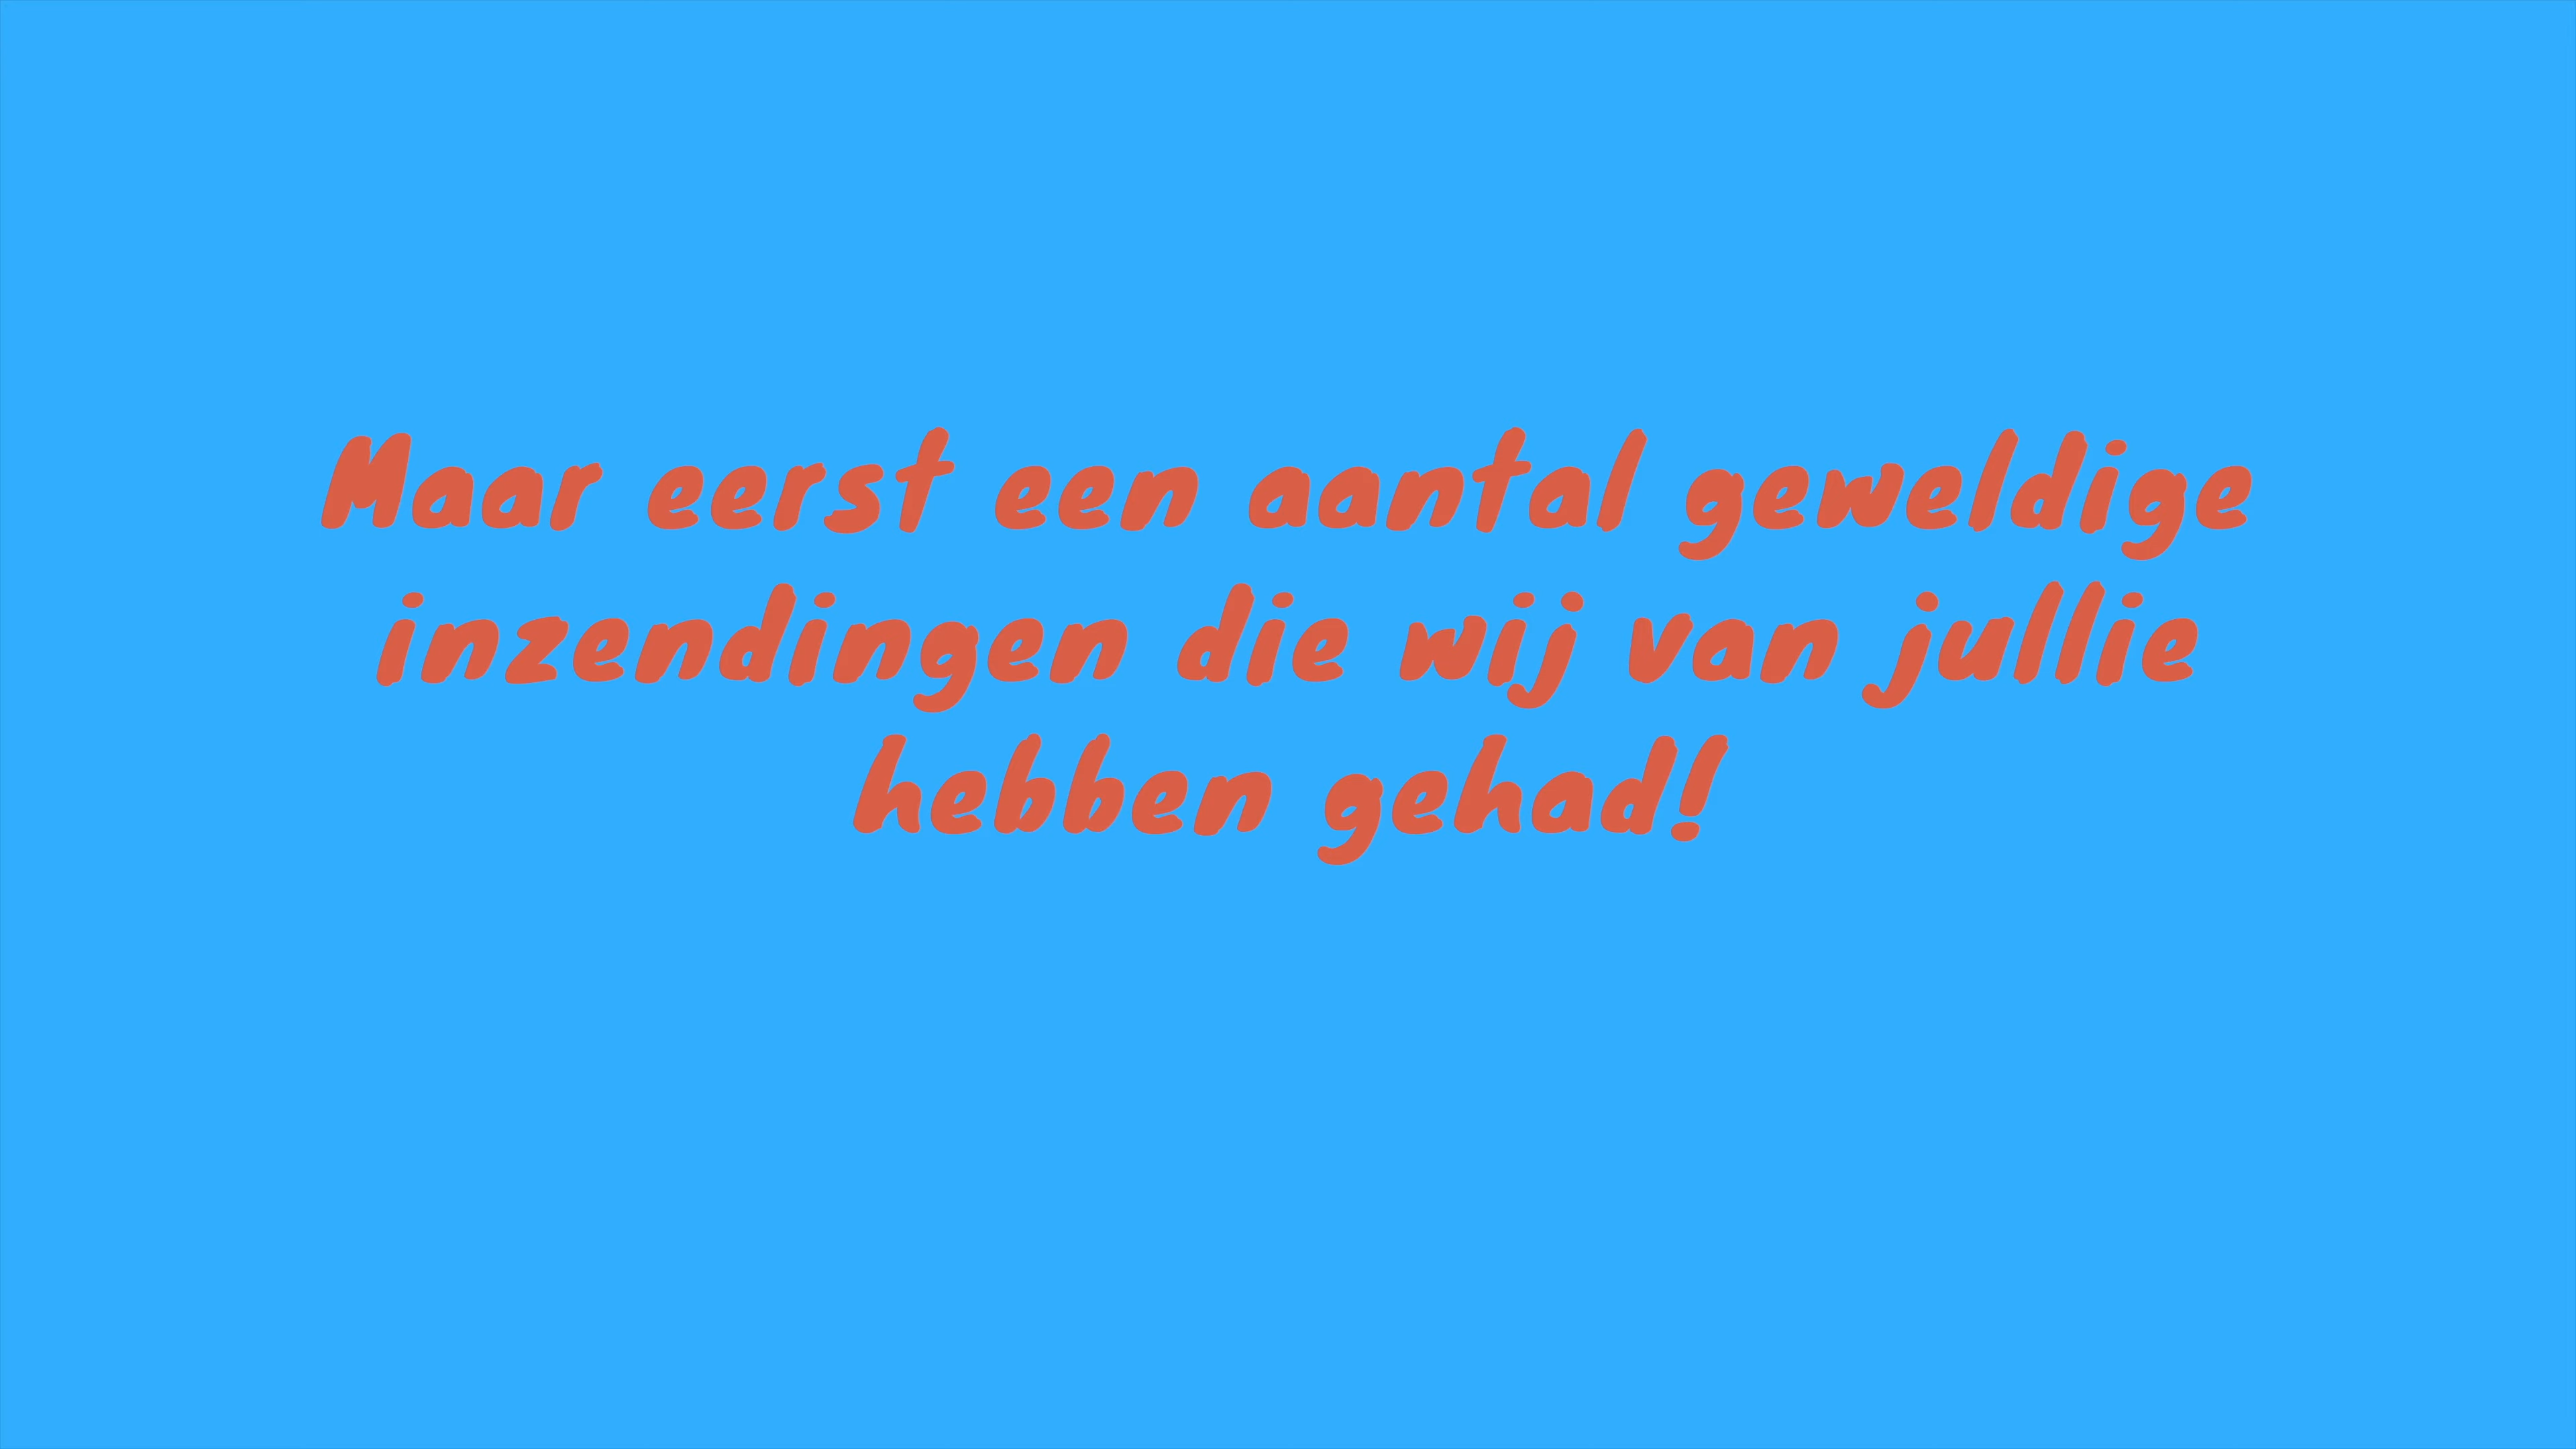 Maar eerst een aantal geweldige
inzendingen die wij van jullie
hebben gehad!